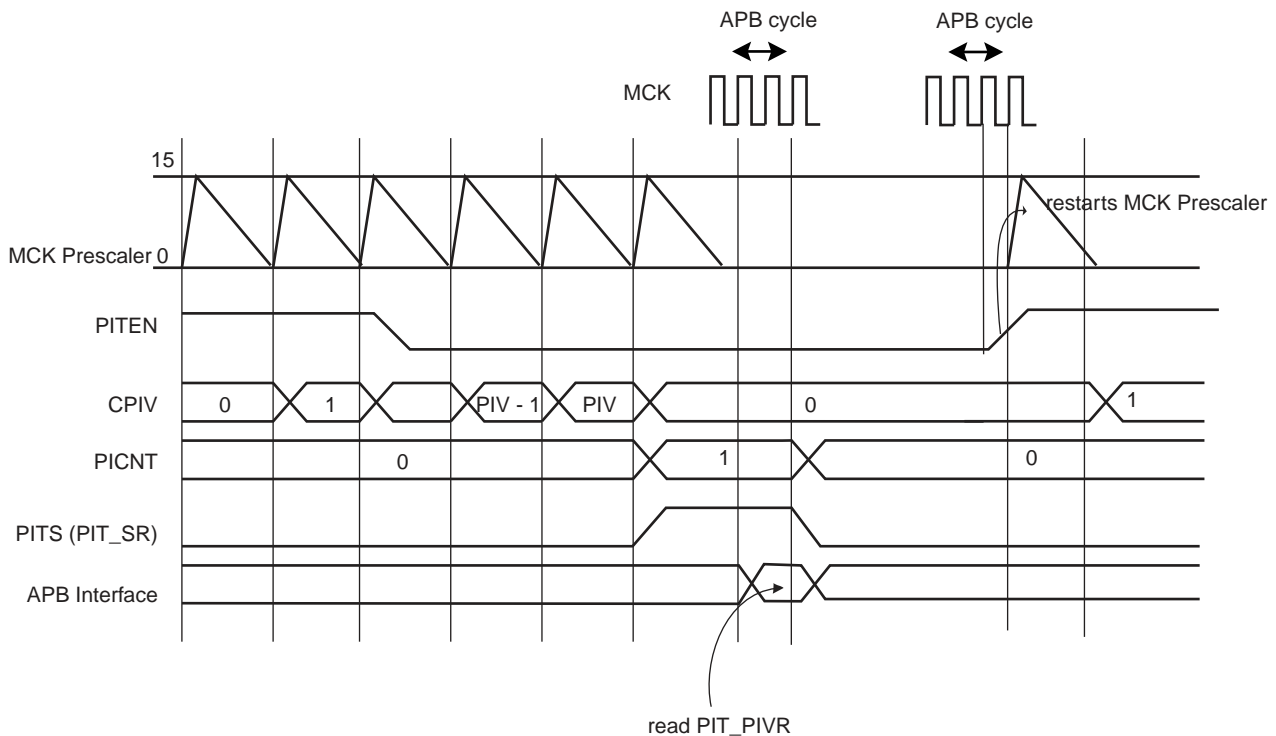 APB cycle APB cycle
MCK
15
restarts MCK Prescaler
MCK Prescaler 0
PITEN
CPIV 0 1 PIV - 1 PIV 0 1
PICNT 0 1 0
PITS (PIT_SR)
APB Interface
read PIT_PIVR